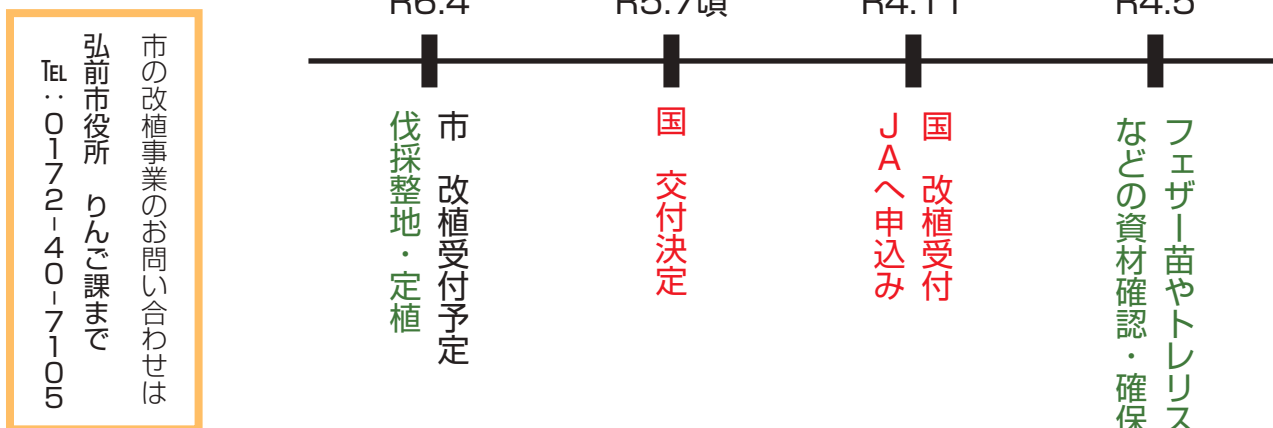 R4.5
フェザー苗やトレリス
などの資材確認・確保
R4.11
国　改植受付
JAへ申込み
R5.7頃
国　交付決定
R6.4
市　改植受付予定
伐採整地・定植
市の改植事業のお問い合わせは
弘前市役所　りんご課まで
TEL：0172-40-7105